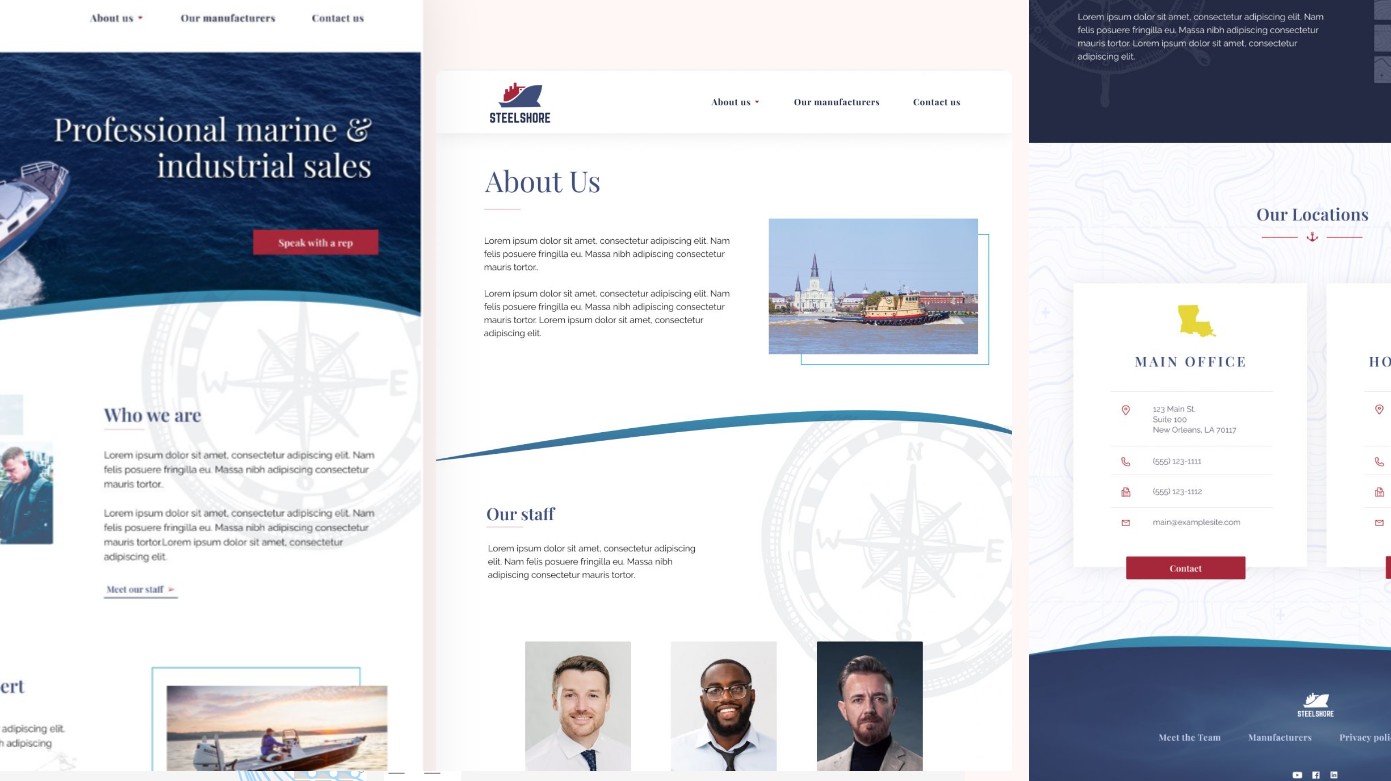 About us
Our manufacturers
Contact us
Professional marine &
industrial sales
Speak with a rep
W
E
Who we are
Lorem ipsum dolor sit amet, consectetur adipiscing elit. Nam
felis posuere fringilla eu. Massa nibh adipiscing consectetur
mauris tortor..
Lorem ipsum dolor sit amet, consectetur adipiscing elit. Nam
felis posuere fringilla eu. Massa nibh adipiscing consectetur
mauris tortor.Lorem ipsum dolor sit amet, consectetur
adipiscing elit.
Meet our staff
ert
adipiscing elit.
h adipiscing
STEELSHORE
About us
Our manufacturers
Contact us
About Us
Lorem ipsum dolor sit amet, consectetur adipiscing elit. Nam
felis posuere fringilla eu. Massa nibh adipiscing consectetur
mauris tortor..
Lorem ipsum dolor sit amet, consectetur adipiscing elit. Nam
felis posuere fringilla eu. Massa nibh adipiscing consectetur
mauris tortor. Lorem ipsum dolor sit amet, consectetur
adipiscing elit.
N
W
E
S
Our staff
Lorem ipsum dolor sit amet, consectetur adipiscing
elit. Nam felis posuere fringilla eu. Massa nibh
adipiscing consectetur mauris tortor.
Lorem ipsum dolor sit amet, consectetur adipiscing elit. Nam
felis posuere fringilla eu. Massa nibh adipiscing consectetur
mauris tortor. Lorem ipsum dolor sit amet, consectetur
adipiscing elit.
Our Locations
MAIN OFFICE
123 Main St.
Suite 100
New Orleans, LA 70117
(555) 123-1111
(555) 123-1112
main@examplesite.com
Contact
HO
STEELSHORE
Meet the Team
Manufacturers
Privacy poli